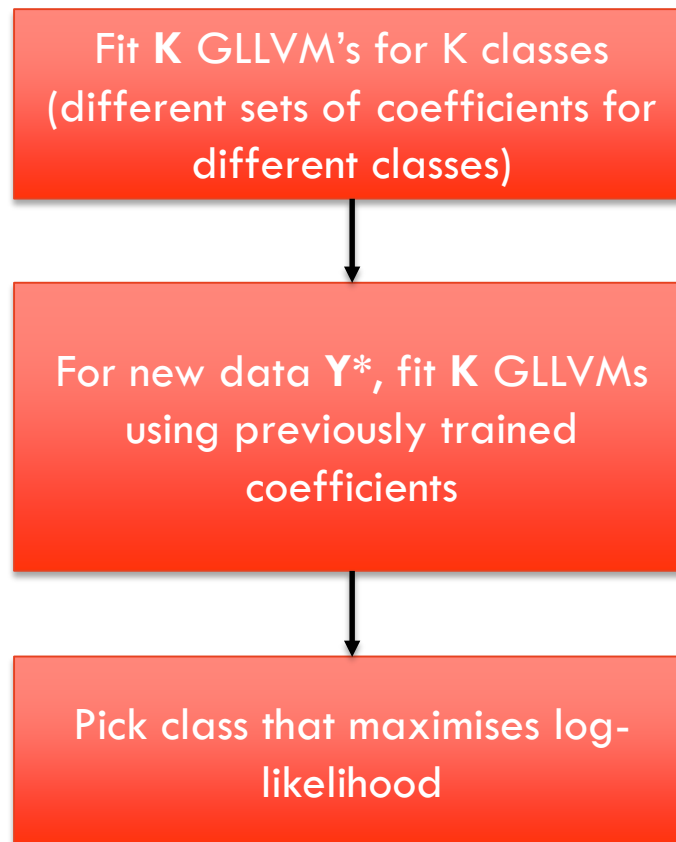 Fit K GLLVM’s for K classes
(different sets of coefficients for
different classes)
For new data Y*, fit K GLLVMs
using previously trained
coefficients
Pick class that maximises log-
likelihood